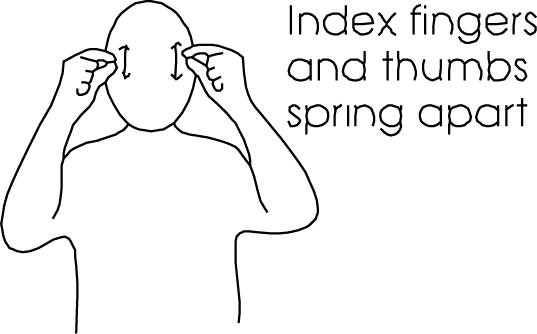 Index fingers
and thumbs
spring apart